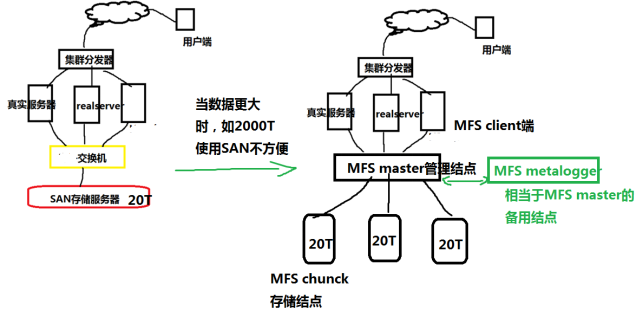 用户端
集群分发器
真实服务器
realserver
交换机
SAN存储服务器 20T
当数据更大
时，如2000T
使用SAN不方便
用户端
集群分发器
真实服务器
realserver
MFS client端
MFS master管理结点
MFS metalogger
相当于MFS master的
备用结点
20T
20T
20T
MFS chunck
存储结点